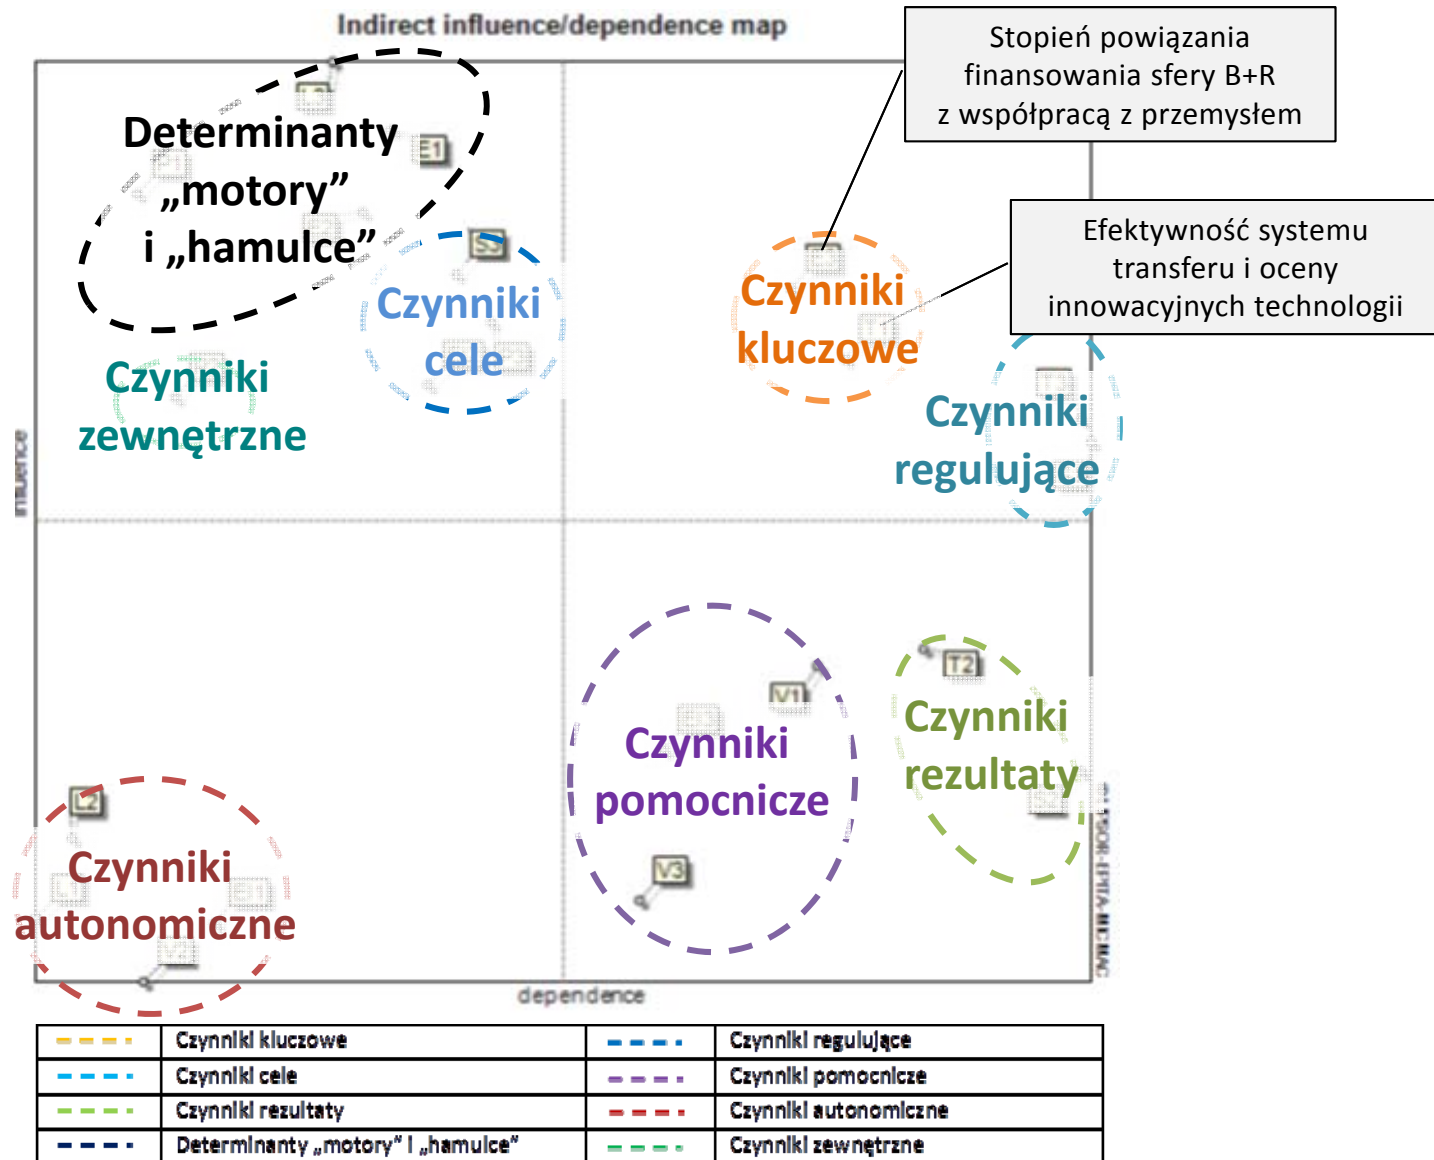 Indirect influence/dependence map
Stopień powiązania
finansowania sfery B+R
z współpracą z przemysłem
Determinanty
„motory”
i „hamulce”
E1
S3
Efektywność systemu
transferu i oceny
innowacyjnych technologii
Czynniki
cele
Czynniki
kluczowe
Czynniki
zewnętrzne
Czynniki
regulujące
influence
T2
V1
Czynniki
pomocnicze
Czynniki
rezultaty
L2
V3
Czynniki
autonomiczne
dependence
Czynniki kluczowe
Czynniki regulujące
Czynniki cele
Czynniki pomocnicze
Czynniki rezultaty
Czynniki autonomiczne
Determinanty „motory” i „hamulce”
Czynniki zewnętrzne